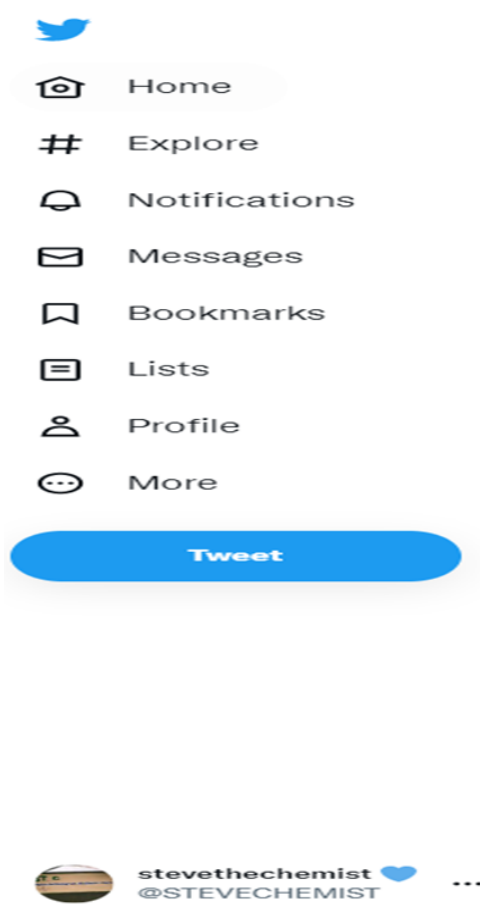 Home
Explore
Notifications
Messages
Bookmarks
Lists
Profile
More
Tweet
stevethechemist
@STEVECHEMIST